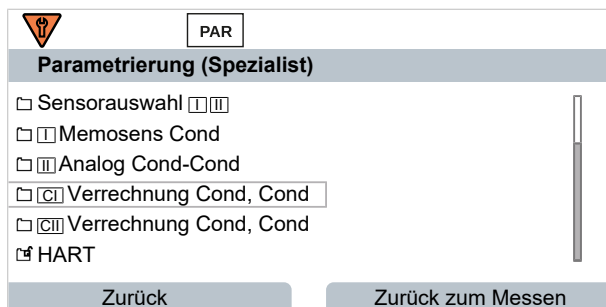 PAR
Parametrierung (Spezialist)
Sensorauswahl I II
I Memosens Cond
II Analog Cond-Cond
CI Verrechnung Cond, Cond
CII Verrechnung Cond, Cond
HART
Zurück Zurück zum Messen